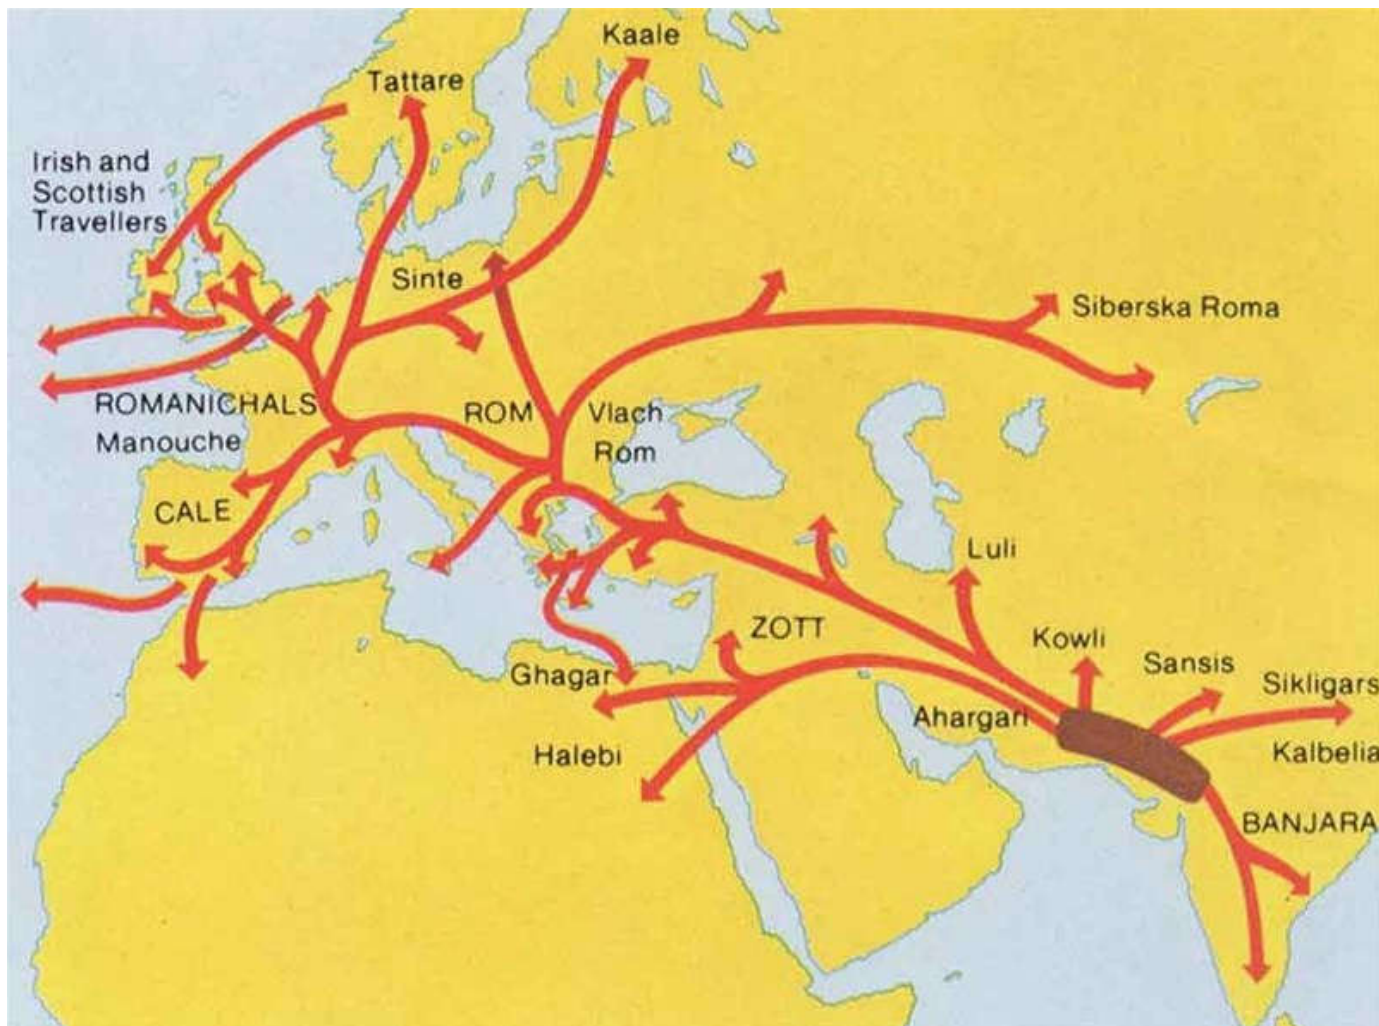 Kaale
Tattare
Irish and
Scottish
Travellers
Sinte
Siberska Roma
ROMANICHALS
Manouche
ROM
Vlach
Rom
CALE
Luli
ZOTT
Kowli
Sansis
Ghagar
Sikligars
Ahargari
Halebi
Kalbelia
BANJARA